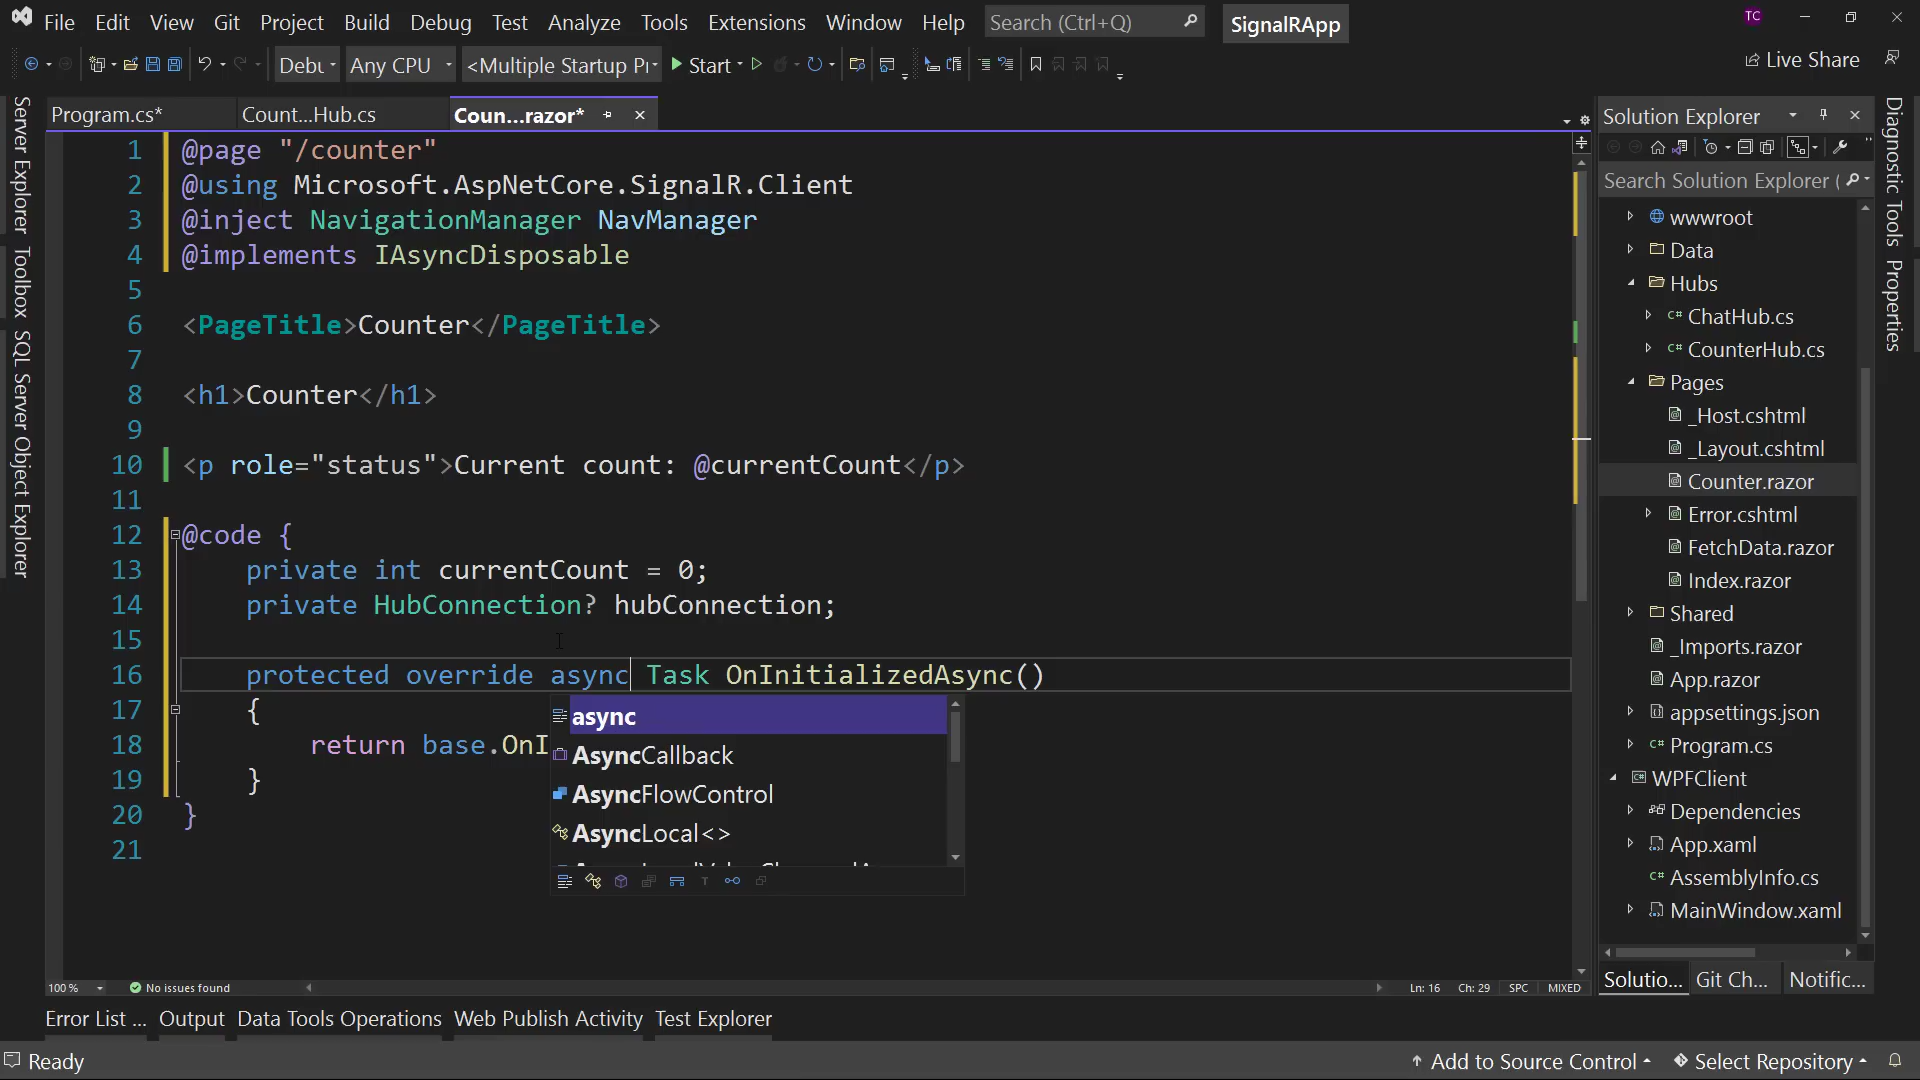 File Edit View Git Project Build Debug Test Analyze Tools Extensions Window Help Search (Ctrl+Q) SignalRApp TC
Debu Any CPU <Multiple Startup P Start Live Share
Program.cs* Count...Hub.cs Coun...razor*
1 @page "/counter"
2 @using Microsoft.AspNetCore.SignalR.Client
3 @inject NavigationManager NavManager
4 @implements IAsyncDisposable
5
6 <PageTitle>Counter</PageTitle>
7
8 <h1>Counter</h1>
9
10 <p role="status">Current count: @currentCount</p>
11
12 @code {
13 private int currentCount = 0;
14 private HubConnection? hubConnection;
15
16 protected override async Task OnInitializedAsync()
17 {
18 return base.OnI
19 }
20 }
21
async
AsyncCallback
AsyncFlowControl
AsyncLocal<>
Server Explorer
Toolbox
SQL Server Object Explorer
Solution Explorer
Search Solution Explorer (
wwwroot
Data
Hubs
C# ChatHub.cs
C# CounterHub.cs
Pages
_Host.cshtml
_Layout.cshtml
Counter.razor
Error.cshtml
FetchData.razor
Index.razor
Shared
_Imports.razor
App.razor
appsettings.json
C# Program.cs
C# WPFClient
Dependencies
App.xaml
C# AssemblyInfo.cs
MainWindow.xaml
Solutio... Git Ch... Notific...
Diagnostic Tools
Properties
100 % No issues found Ln: 16 Ch: 29 SPC MIXED
Error List ... Output Data Tools Operations Web Publish Activity Test Explorer
Ready Add to Source Control Select Repository